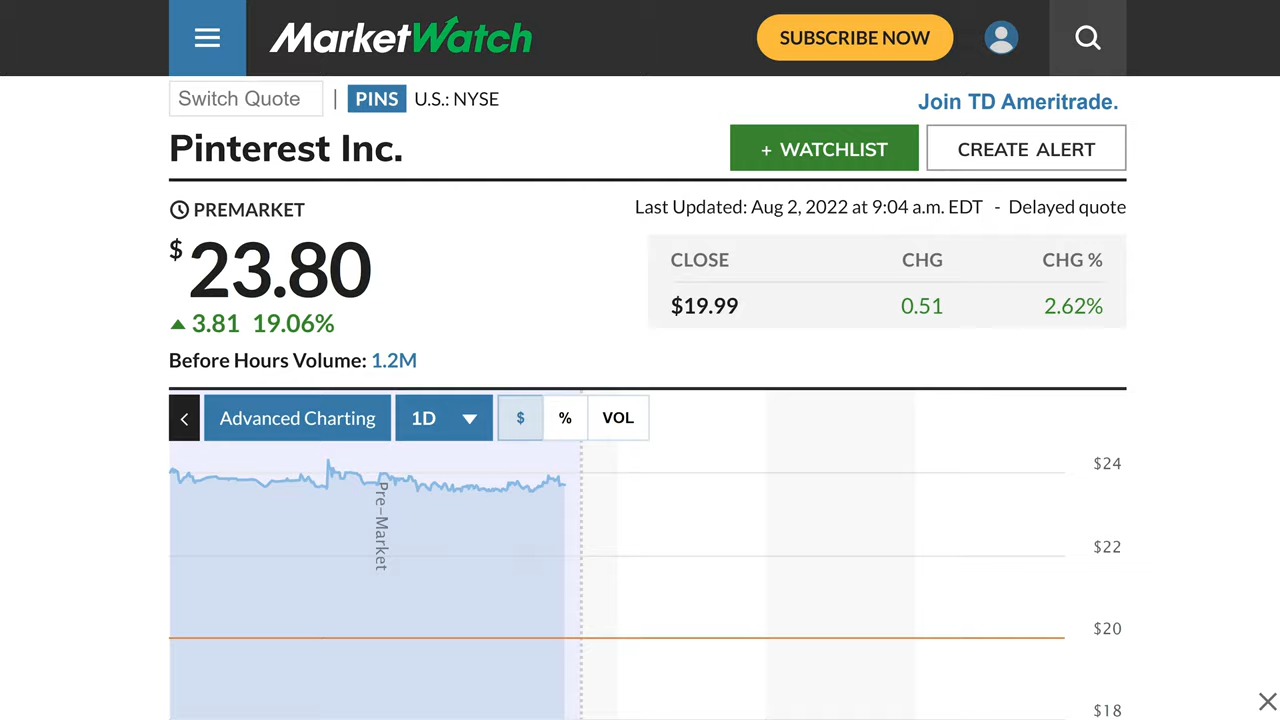 MarketWatch
SUBSCRIBE NOW
Switch Quote | PINS U.S.: NYSE
Join TD Ameritrade.
Pinterest Inc.
+ WATCHLIST
CREATE ALERT
PREMARKET
Last Updated: Aug 2, 2022 at 9:04 a.m. EDT - Delayed quote
$23.80
3.81 19.06%
CLOSE CHG CHG %
$19.99 0.51 2.62%
Before Hours Volume: 1.2M
Advanced Charting
1D
$
%
VOL
Pre-Market
$24
$22
$20
$18